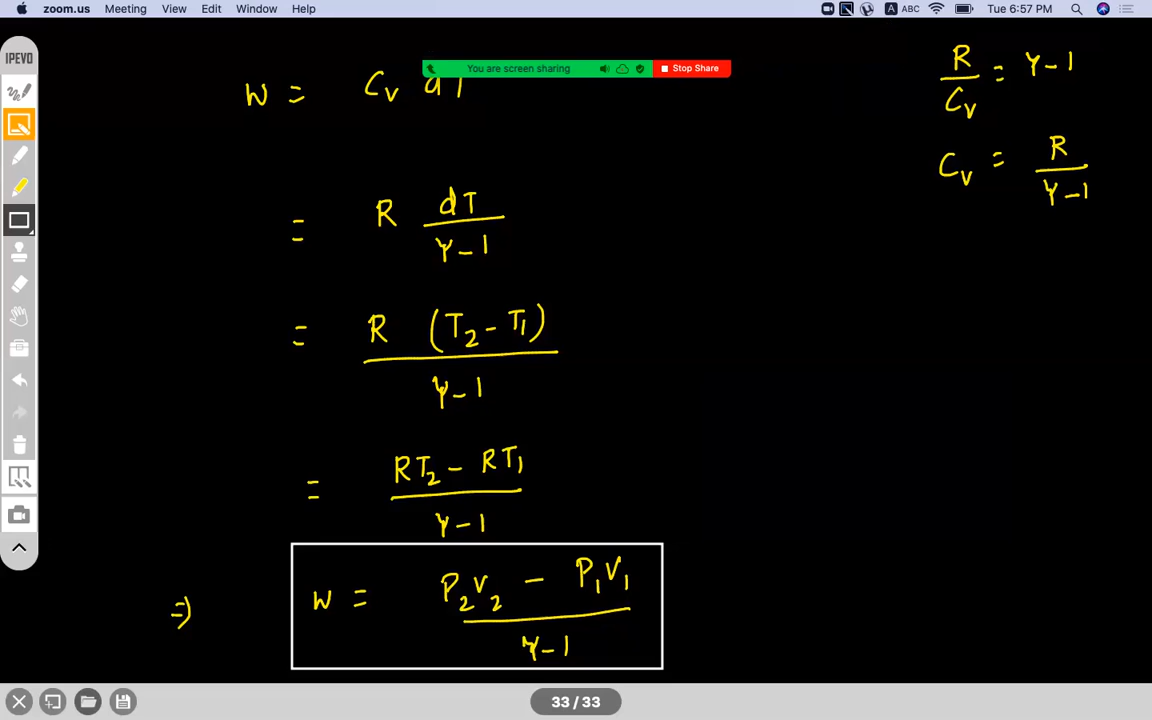 zoom.us Meeting View Edit Window Help A ABC Tue 6:57 PM
IPEVO
You are screen sharing Stop Share
W = Cv dT
R/Cv = γ-1
Cv = R/γ-1
= R dT/γ-1
= R (T2 - T1)/γ-1
= RT2 - RT1/γ-1
⇒ W = P2V2 - P1V1/γ-1
33 / 33